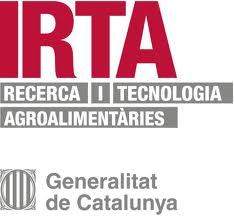 IRTA
RECERCA I TECNOLOGIA
AGROALIMENTÀRIES
Generalitat
de Catalunya